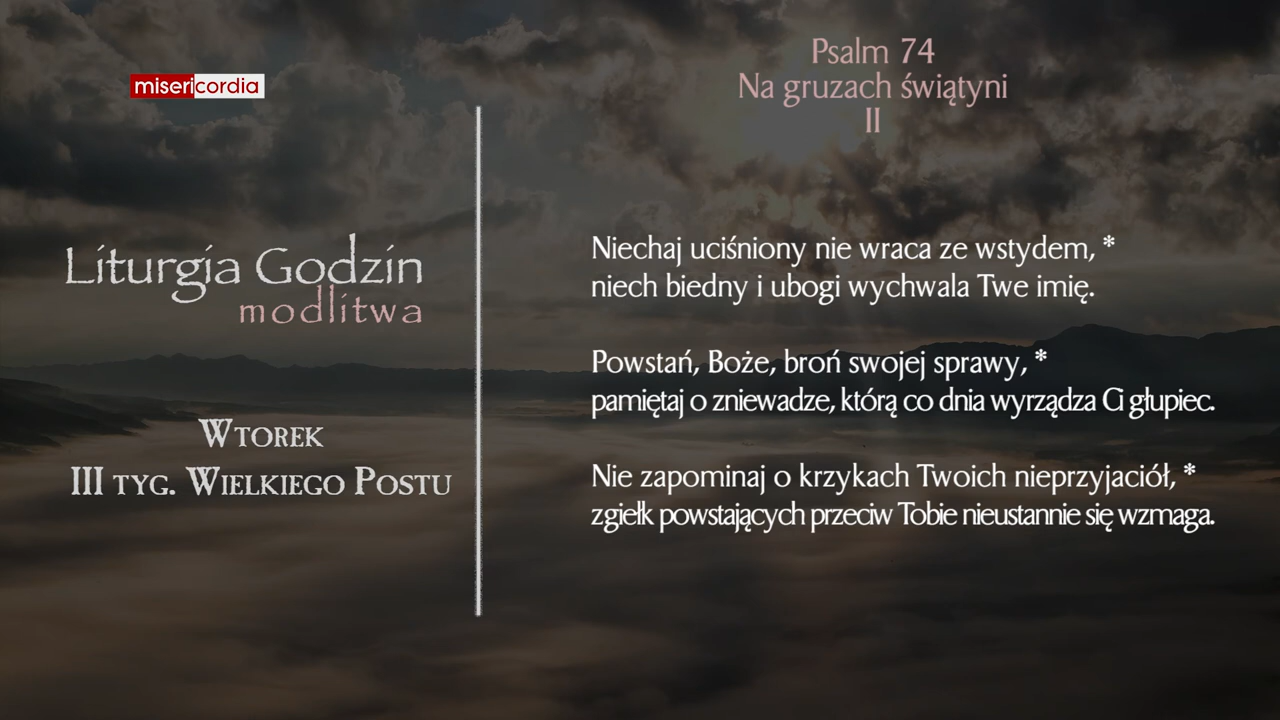 misericordia
Liturgia Godzin
modlitwa
Wtorek
III tyg. Wielkiego Postu
Psalm 74
Na gruzach świątyni
II
Niechaj uciśniony nie wraca ze wstydem, *
niech biedny i ubogi wychwala Twe imię.
Powstań, Boże, broń swojej sprawy, *
pamiętaj o zniewadze, którą co dnia wyrządza Ci głupiec.
Nie zapominaj o krzykach Twoich nieprzyjaciół, *
zgiełk powstających przeciw Tobie nieustannie się wzmaga.